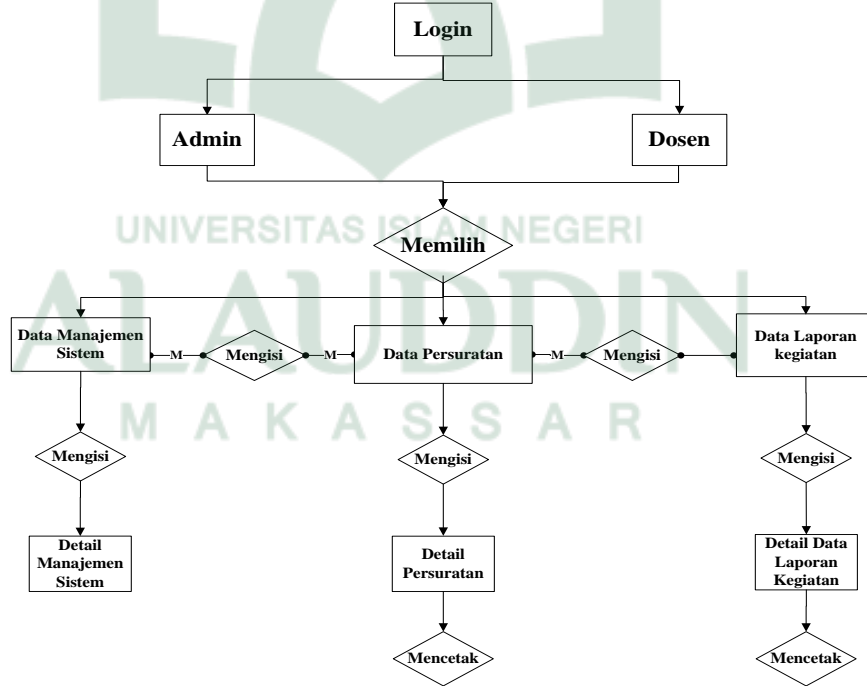 Login
Admin
Dosen
UNIVERSITAS ISLAM NEGERI
Memilih
ALAUDDIN
Data Manajemen
Sistem
M
Mengisi
M
Data Persuratan
M
Mengisi
Data Laporan
kegiatan
MAKASSAR
Mengisi
Mengisi
Mengisi
Detail
Manajemen
Sistem
Detail
Persuratan
Detail Data
Laporan
Kegiatan
Mencetak
Mencetak